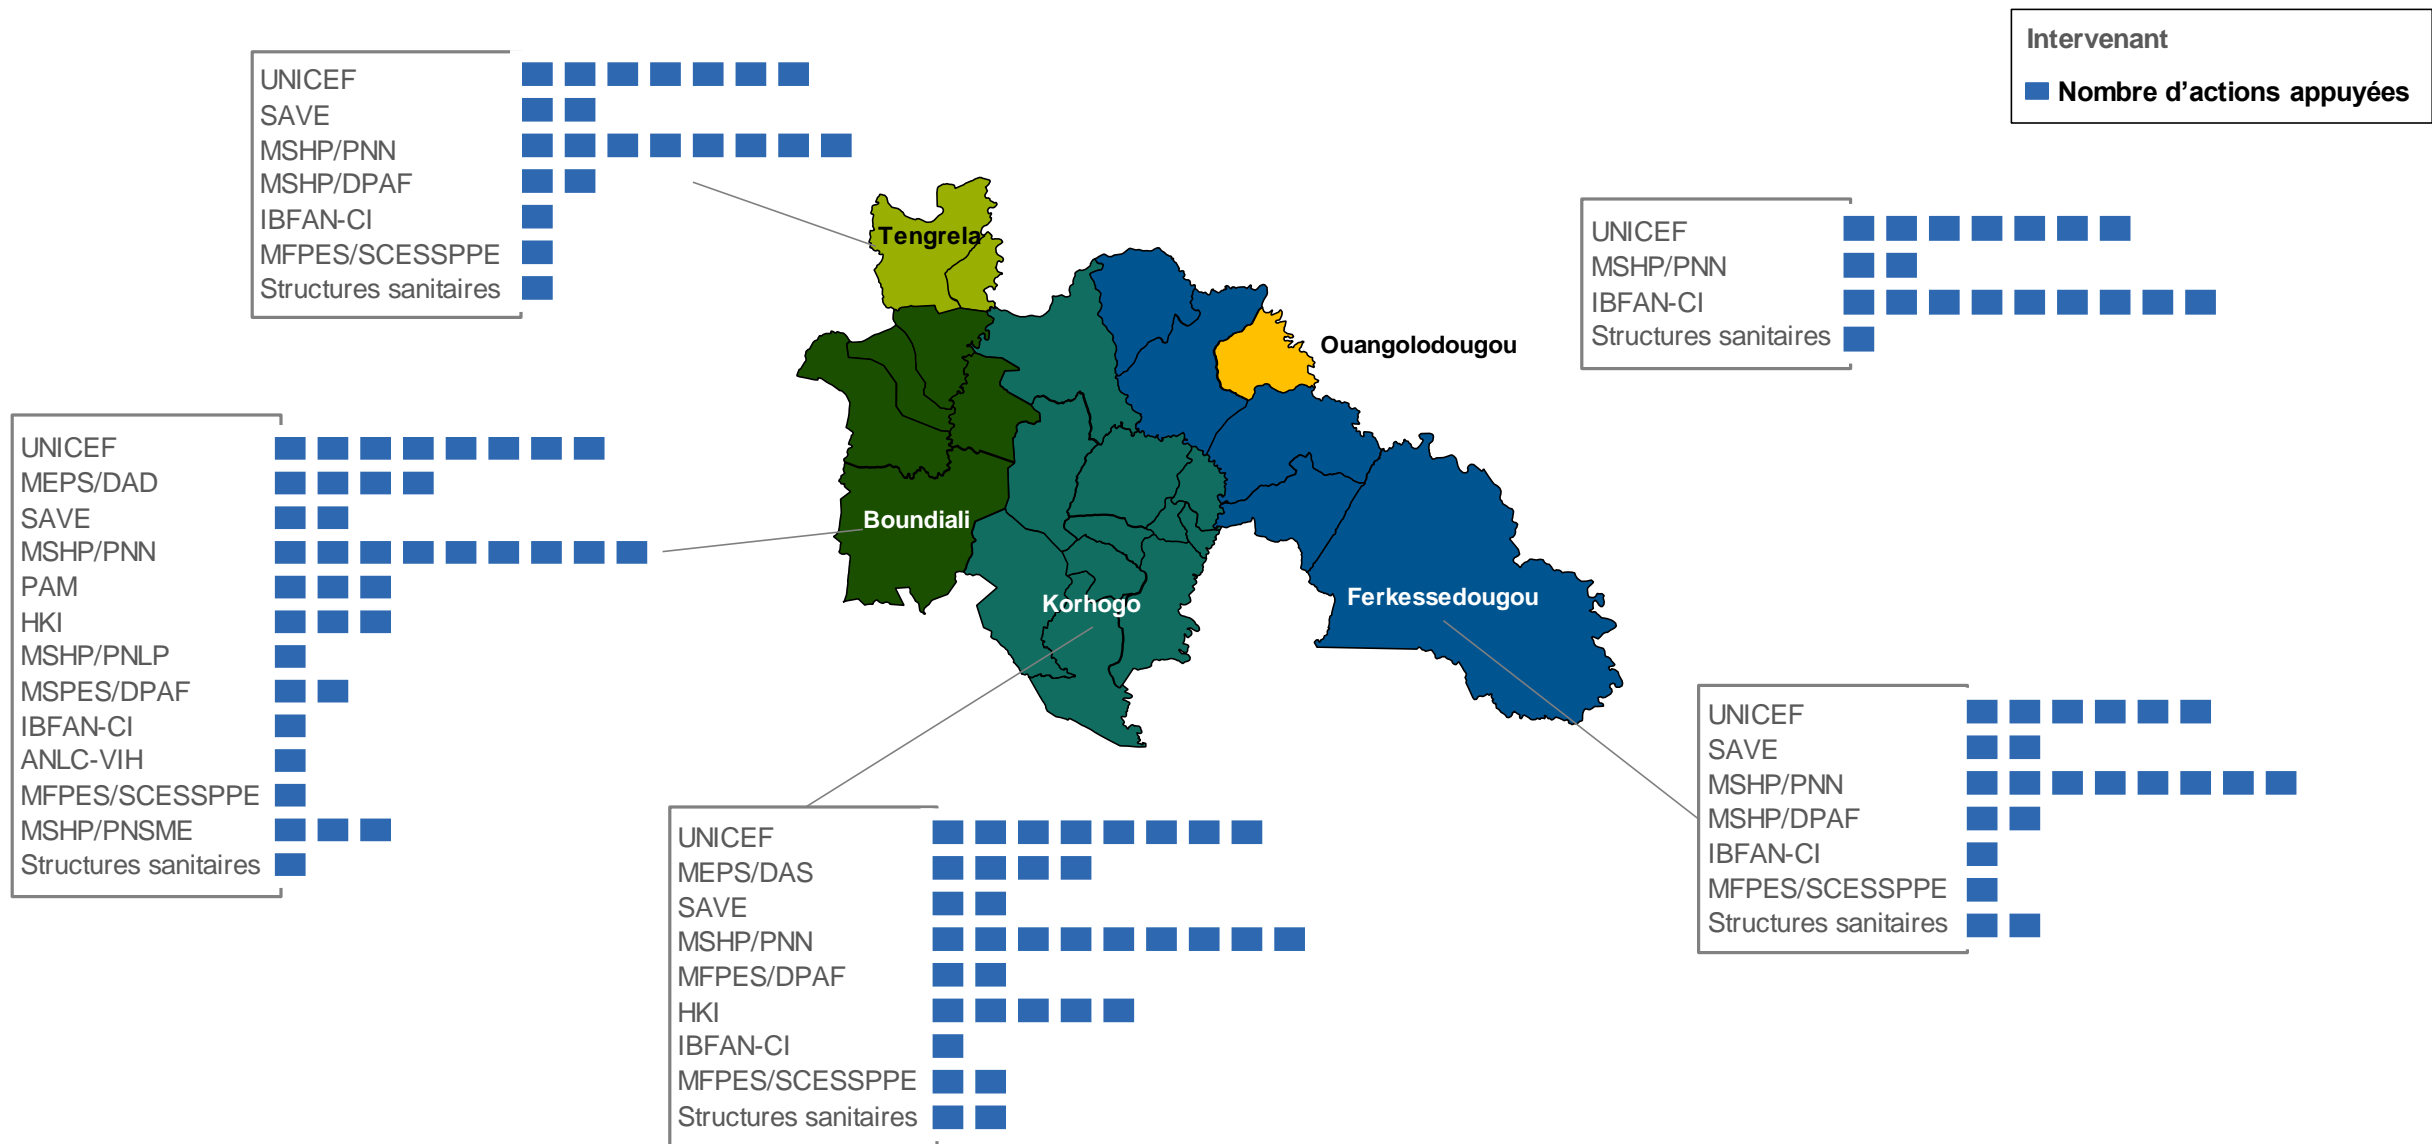 Intervenant
Nombre d’actions appuyées
UNICEF
SAVE
MSHP/PNN
MSHP/DPAF
IBFAN-CI
MFPES/SCESSPPE
Structures sanitaires
Tengrela
UNICEF
MSHP/PNN
IBFAN-CI
Structures sanitaires
Ouangolodougou
UNICEF
MEPS/DAD
SAVE
MSHP/PNN
PAM
HKI
MSHP/PNLP
MSPES/DPAF
IBFAN-CI
ANLC-VIH
MFPES/SCESSPPE
MSHP/PNSME
Structures sanitaires
Boundiali
Korhogo
Ferkessedougou
UNICEF
MEPS/DAS
SAVE
MSHP/PNN
MFPES/DPAF
HKI
IBFAN-CI
MFPES/SCESSPPE
Structures sanitaires
UNICEF
SAVE
MSHP/PNN
MSHP/DPAF
IBFAN-CI
MFPES/SCESSPPE
Structures sanitaires